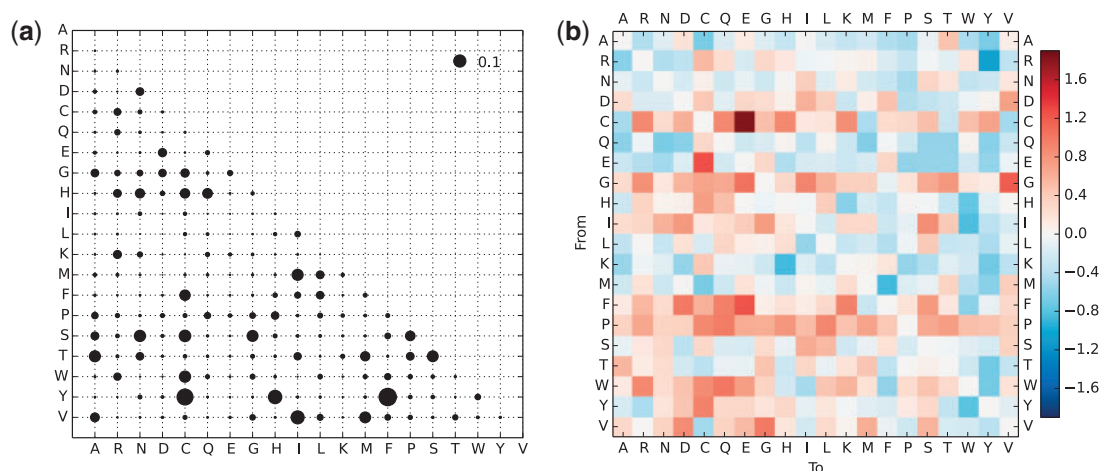 (a)
A
R
N
D
C
Q
E
G
H
I
L
K
M
F
P
S
T
W
Y
V
0.1
A R N D C Q E G H I L K M F P S T W Y V
(b)
A R N D C Q E G H I L K M F P S T W Y V
A
R
N
D
C
Q
E
G
H
I
L
K
M
F
P
S
T
W
Y
V
From
A
R
N
D
C
Q
E
G
H
I
L
K
M
F
P
S
T
W
Y
V
A R N D C Q E G H I L K M F P S T W Y V
To
1.6
1.2
0.8
0.4
0.0
−0.4
−0.8
−1.2
−1.6